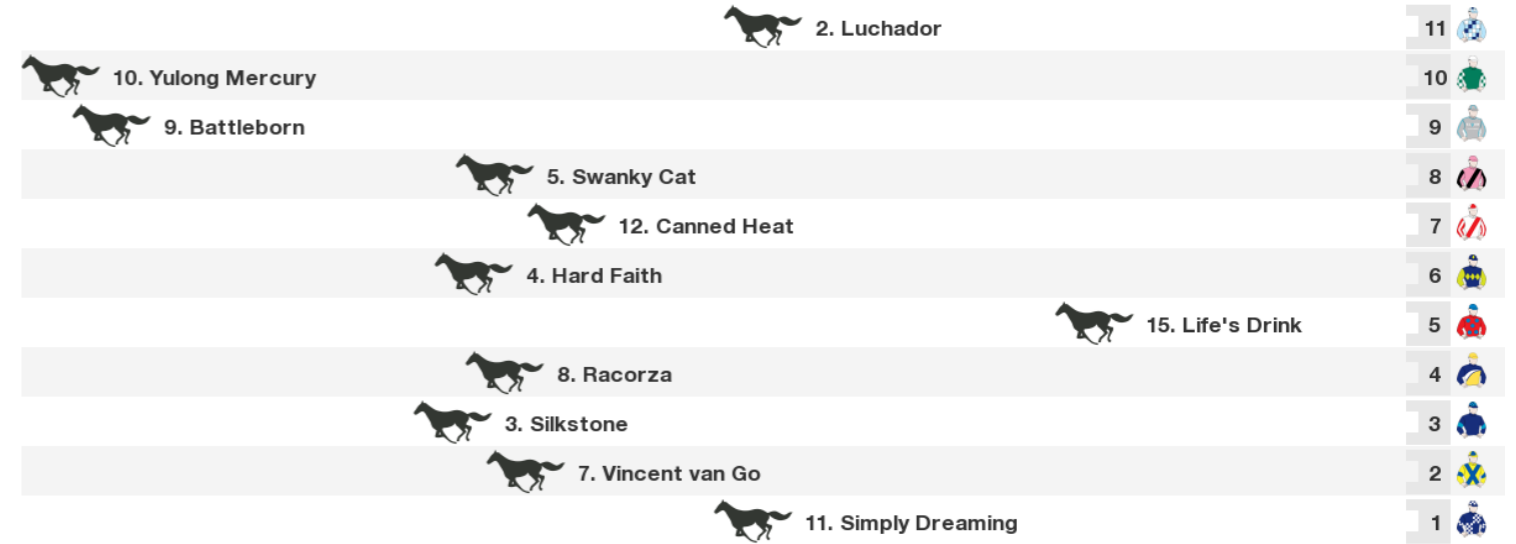 2. Luchador 11
10. Yulong Mercury 10
9. Battleborn 9
5. Swanky Cat 8
12. Canned Heat 7
4. Hard Faith 6
15. Life's Drink 5
8. Racorza 4
3. Silkstone 3
7. Vincent van Go 2
11. Simply Dreaming 1